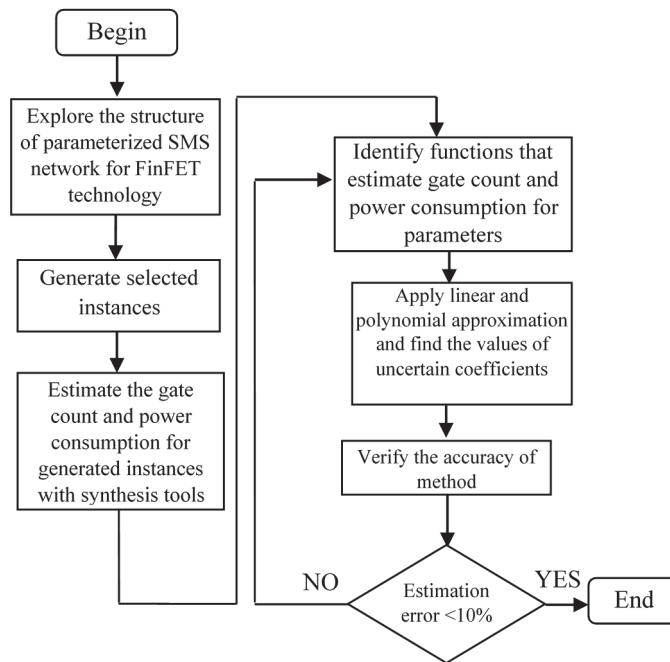 Begin
Explore the structure
of parameterized SMS
network for FinFET
technology
Generate selected
instances
Estimate the gate
count and power
consumption for
generated instances
with synthesis tools
Identify functions that
estimate gate count and
power consumption for
parameters
Apply linear and
polynomial approximation
and find the values of
uncertain coefficients
Verify the accuracy of
method
Estimation
error <10%
NO
YES
End